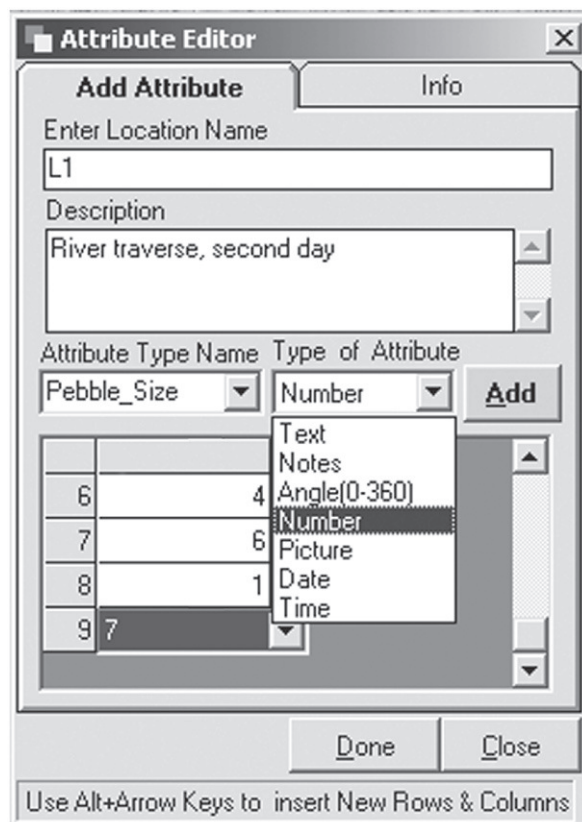 Attribute Editor
Add Attribute Info
Enter Location Name
L1
Description
River traverse, second day
Attribute Type Name Type of Attribute
Pebble_Size Number Add
Text
Notes
6 4 Angle(0-360)
Number
7 6 Picture
8 1 Date
Time
9 7
Done Close
Use Alt+Arrow Keys to insert New Rows & Columns